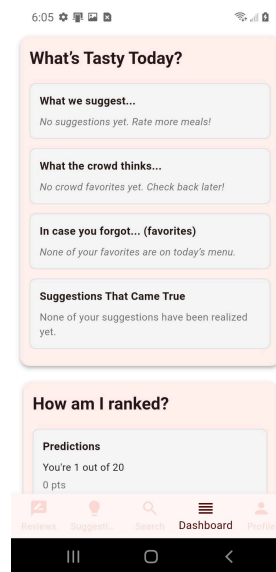 6:05
What's Tasty Today?
What we suggest...
No suggestions yet. Rate more meals!
What the crowd thinks...
No crowd favorites yet. Check back later!
In case you forgot... (favorites)
None of your favorites are on today's menu.
Suggestions That Came True
None of your suggestions have been realized
yet.
How am I ranked?
Predictions
You're 1 out of 20
0 pts
Reviews Suggesti... Search Dashboard Profile